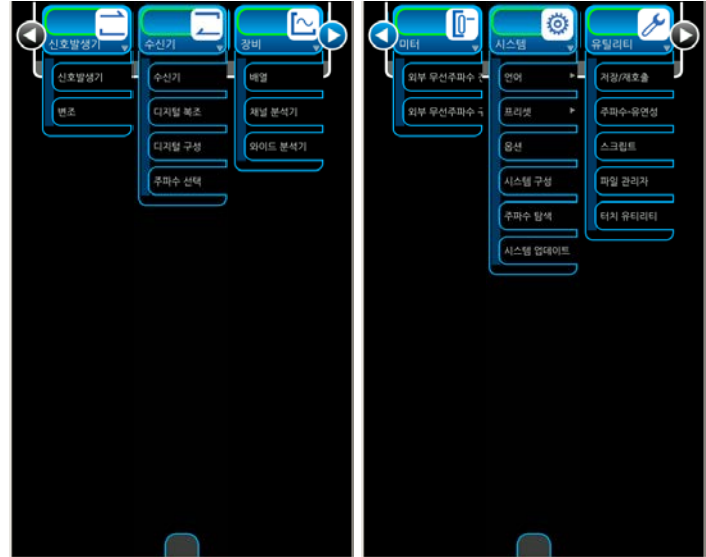 신호발생기
수신기
장비
신호발생기
변조
수신기
디지털 복조
디지털 구성
주파수 선택
배열
채널 분석기
와이드 분석기
미터
시스템
유틸리티
외부 무선주파수
외부 무선주파수
언어
프리셋
옵션
시스템 구성
주파수 탐색
시스템 업데이트
저장/재호출
주파수-유연성
스크립트
파일 관리자
터치 유티리티